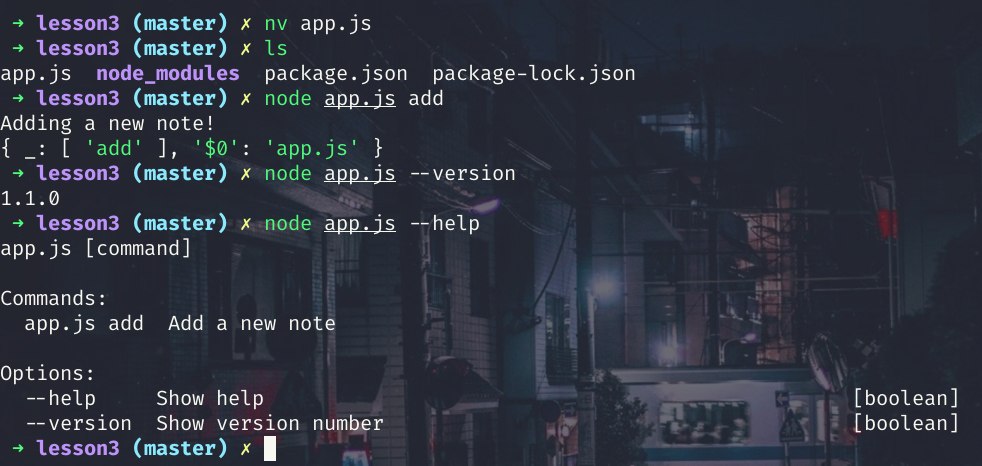 ➜ lesson3 (master) ✗ nv app.js
➜ lesson3 (master) ✗ ls
app.js  node_modules  package.json  package-lock.json
➜ lesson3 (master) ✗ node app.js add
Adding a new note!
{ _: [ 'add' ], '$0': 'app.js' }
➜ lesson3 (master) ✗ node app.js --version
1.1.0
➜ lesson3 (master) ✗ node app.js --help
app.js [command]
Commands:
  app.js add  Add a new note
Options:
  --help     Show help  [boolean]
  --version  Show version number  [boolean]
➜ lesson3 (master) ✗